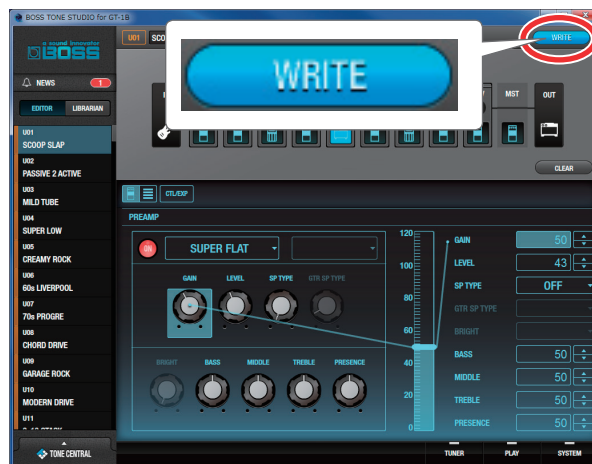 BOSS TONE STUDIO for GT-1B
a sound innovator
BOSS
U01 SCO
WRITE
WRITE
NEWS 1
EDITOR LIBRARIAN
MST OUT
CLEAR
U01
SCOOP SLAP
U02
PASSIVE 2 ACTIVE
U03
MILD TUBE
U04
SUPER LOW
U05
CREAMY ROCK
U06
60s LIVERPOOL
U07
70s PROGRE
U08
CHORD DRIVE
U09
GARAGE ROCK
U10
MODERN DRIVE
U11
CTL/EXP
PREAMP
ON SUPER FLAT
GAIN LEVEL SP TYPE GTR SP TYPE
BRIGHT BASS MIDDLE TREBLE PRESENCE
120
100
80
60
40
20
0
GAIN 50
LEVEL 43
SP TYPE OFF
GTR SP TYPE
BRIGHT
BASS 50
MIDDLE 50
TREBLE 50
PRESENCE 50
TONE CENTRAL
TUNER PLAY SYSTEM